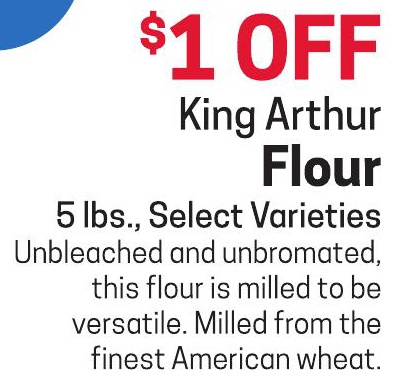 $1 OFF
King Arthur
Flour
5 lbs., Select Varieties
Unbleached and unbromated,
this flour is milled to be
versatile. Milled from the
finest American wheat.